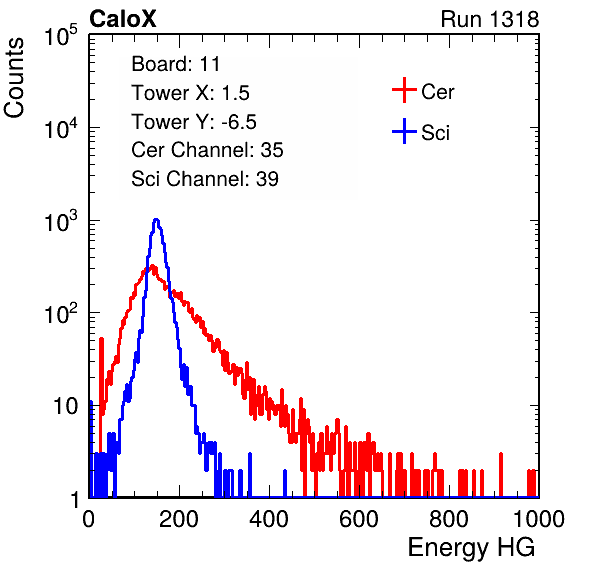 CaloX Run 1318
Board: 11
Tower X: 1.5
Tower Y: -6.5
Cer Channel: 35
Sci Channel: 39
Cer
Sci
Counts
10^5
10^4
10^3
10^2
10
1
0 200 400 600 800 1000
Energy HG